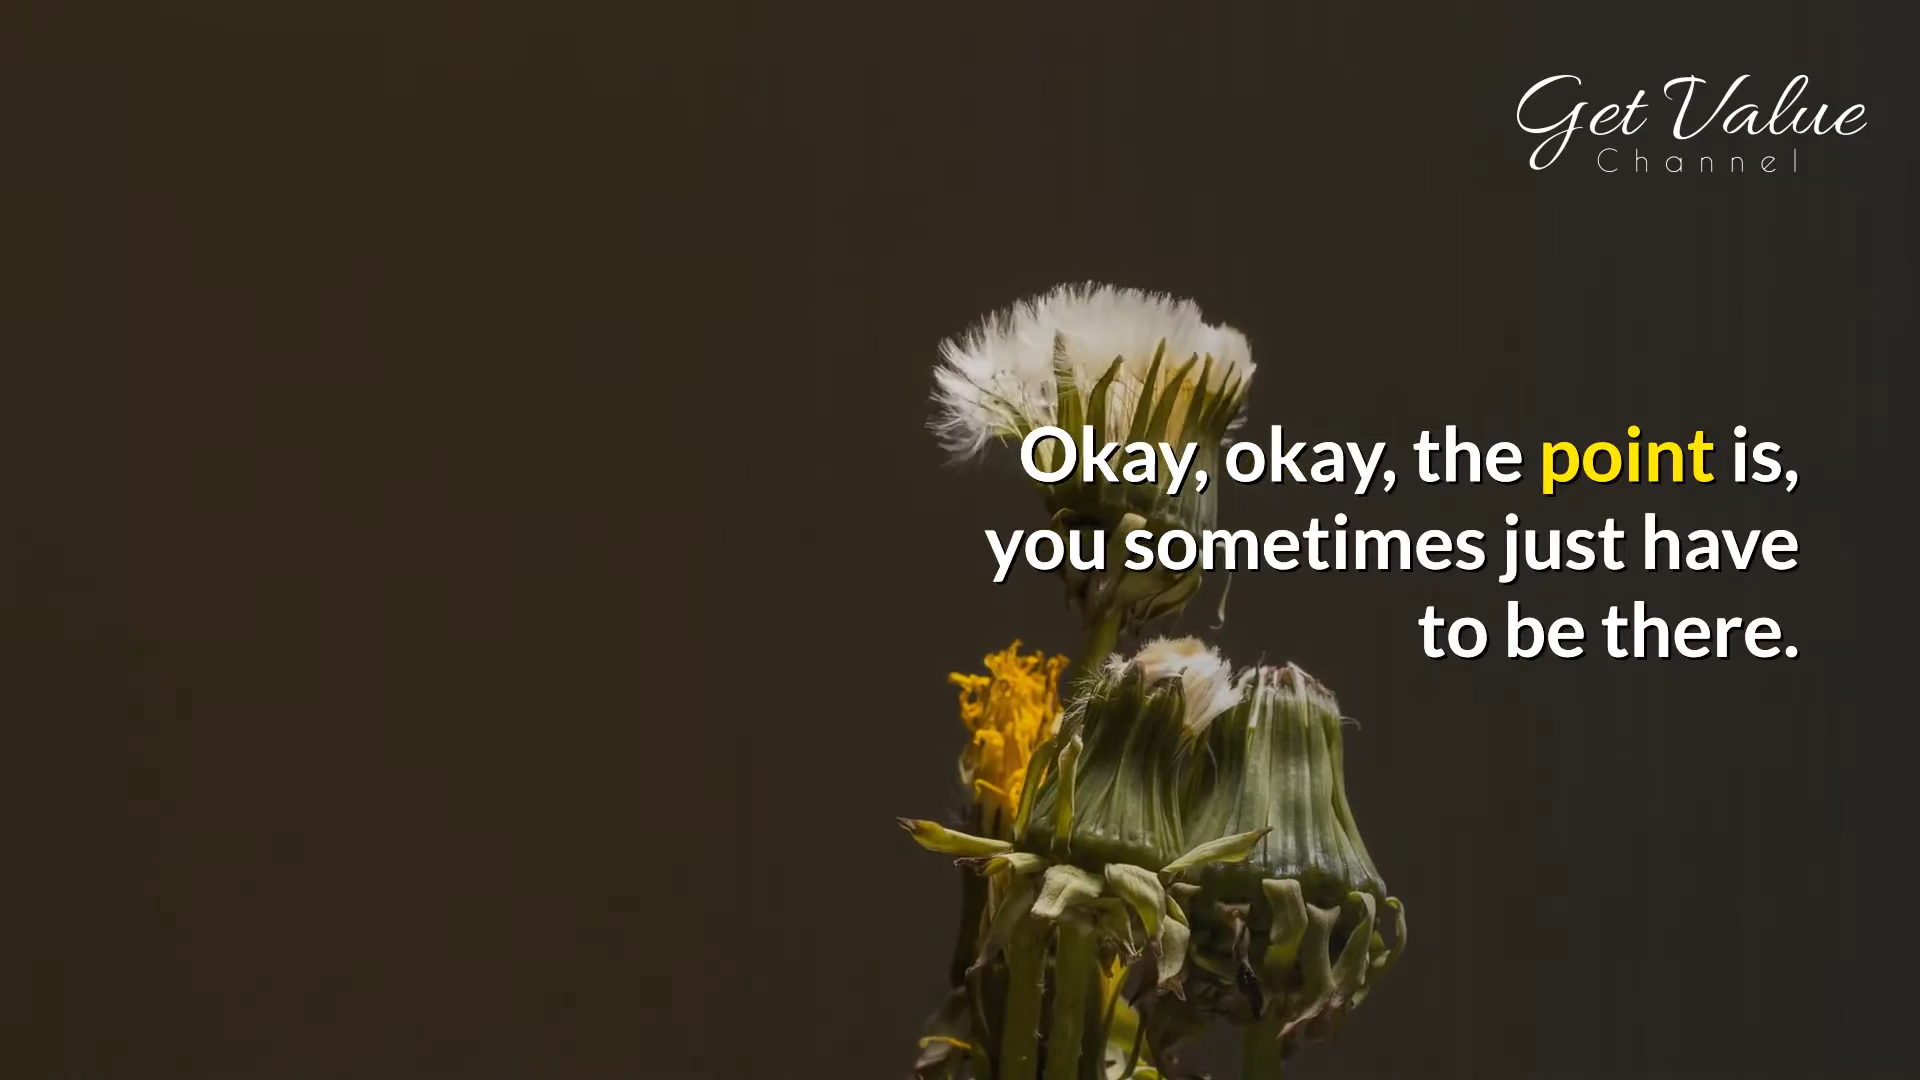 Get Value
Channel
Okay, okay, the point is,
you sometimes just have
to be there.